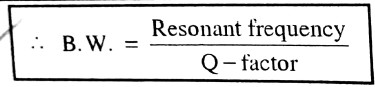 ∴ B.W. = Resonant frequency / Q – factor